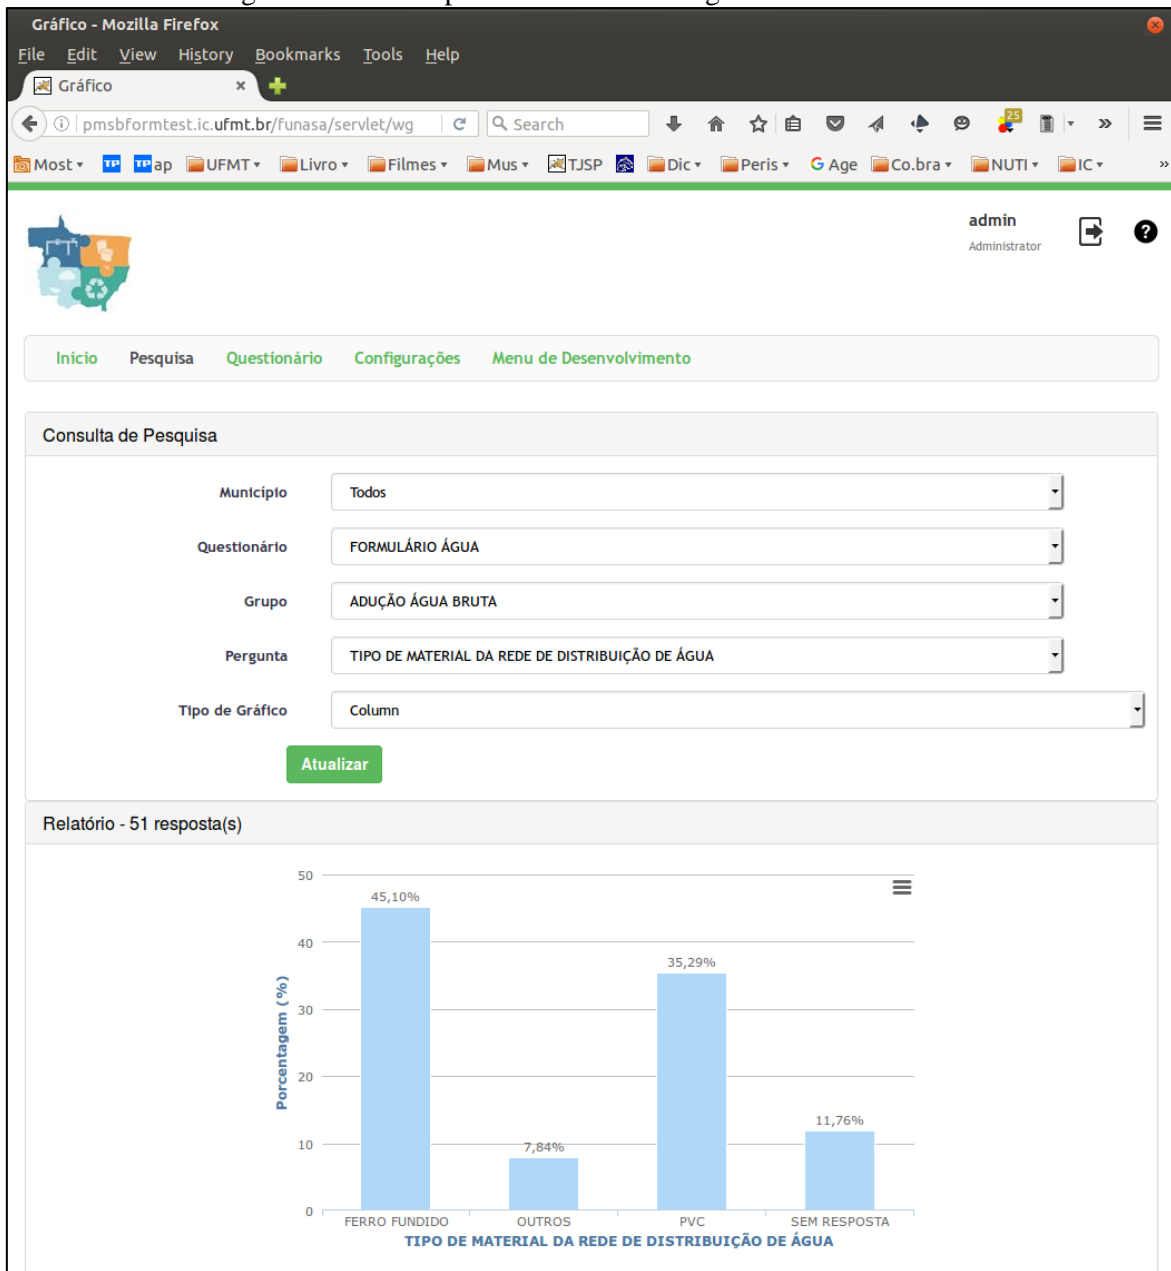 Gráfico - Mozilla Firefox
File Edit View History Bookmarks Tools Help
Gráfico
pmsbformtest.ic.ufmt.br/funasa/servlet/wg Search 25
Most TP TP ap UFMT Livro Filmes Mus TJSP Dic Peris G Age Co.bra NUTI IC »
admin
Administrator
Inicio Pesquisa Questionário Configurações Menu de Desenvolvimento
Consulta de Pesquisa
Município Todos
Questionário FORMULÁRIO ÁGUA
Grupo ADUÇÃO ÁGUA BRUTA
Pergunta TIPO DE MATERIAL DA REDE DE DISTRIBUIÇÃO DE ÁGUA
Tipo de Gráfico Column
Atualizar
Relatório - 51 resposta(s)
50
45,10%
40
35,29%
30
Porcentagem (%)
20
11,76%
10
7,84%
0
FERRO FUNDIDO OUTROS PVC SEM RESPOSTA
TIPO DE MATERIAL DA REDE DE DISTRIBUIÇÃO DE ÁGUA